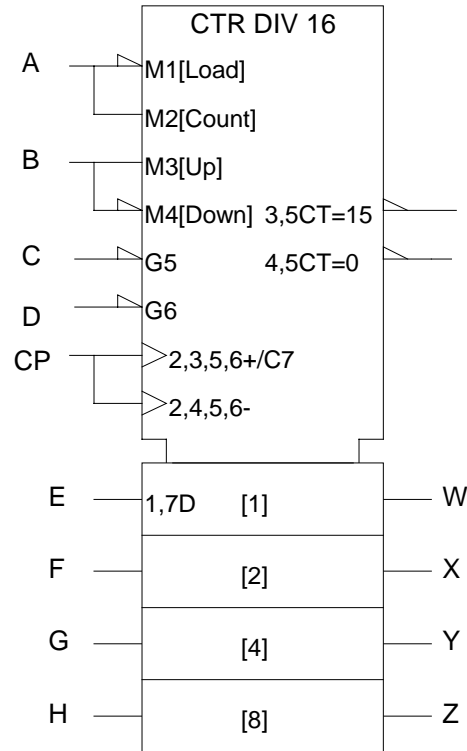 CTR DIV 16
A M1[Load]
M2[Count]
B M3[Up]
M4[Down] 3,5CT=15
C G5 4,5CT=0
D G6
CP 2,3,5,6+/C7
2,4,5,6-
E 1,7D [1] W
F [2] X
G [4] Y
H [8] Z